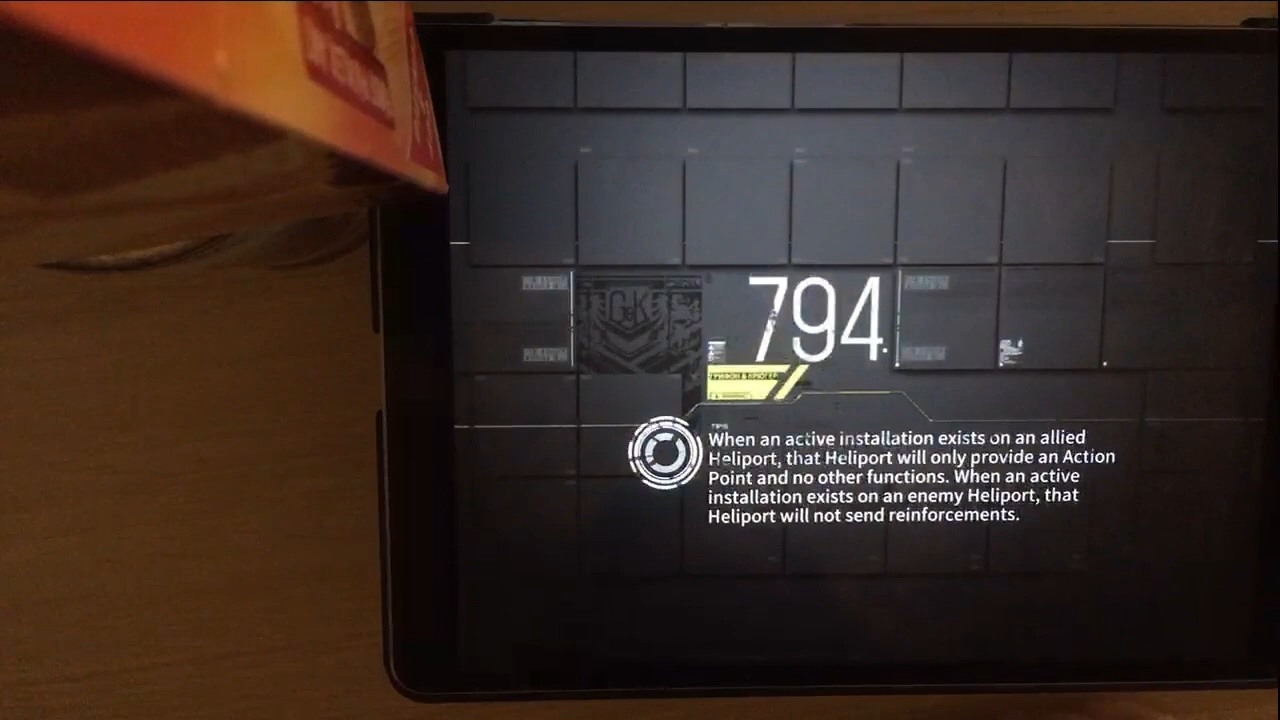 794
G&K
TIPS
When an active installation exists on an allied
Heliport, that Heliport will only provide an Action
Point and no other functions. When an active
installation exists on an enemy Heliport, that
Heliport will not send reinforcements.